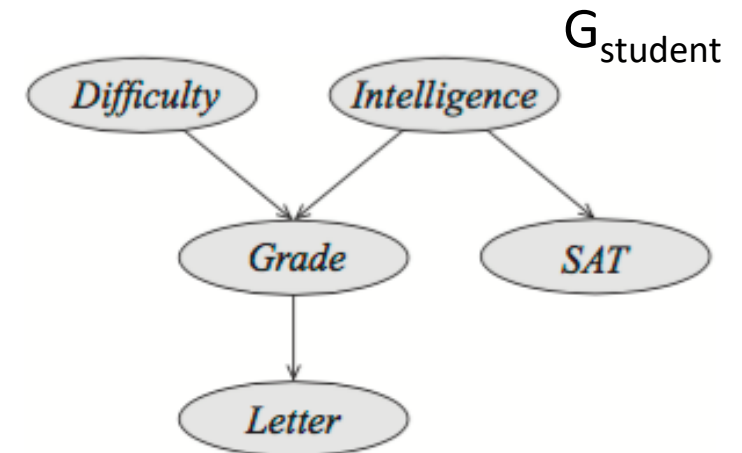 G_student
Difficulty
Intelligence
Grade
SAT
Letter